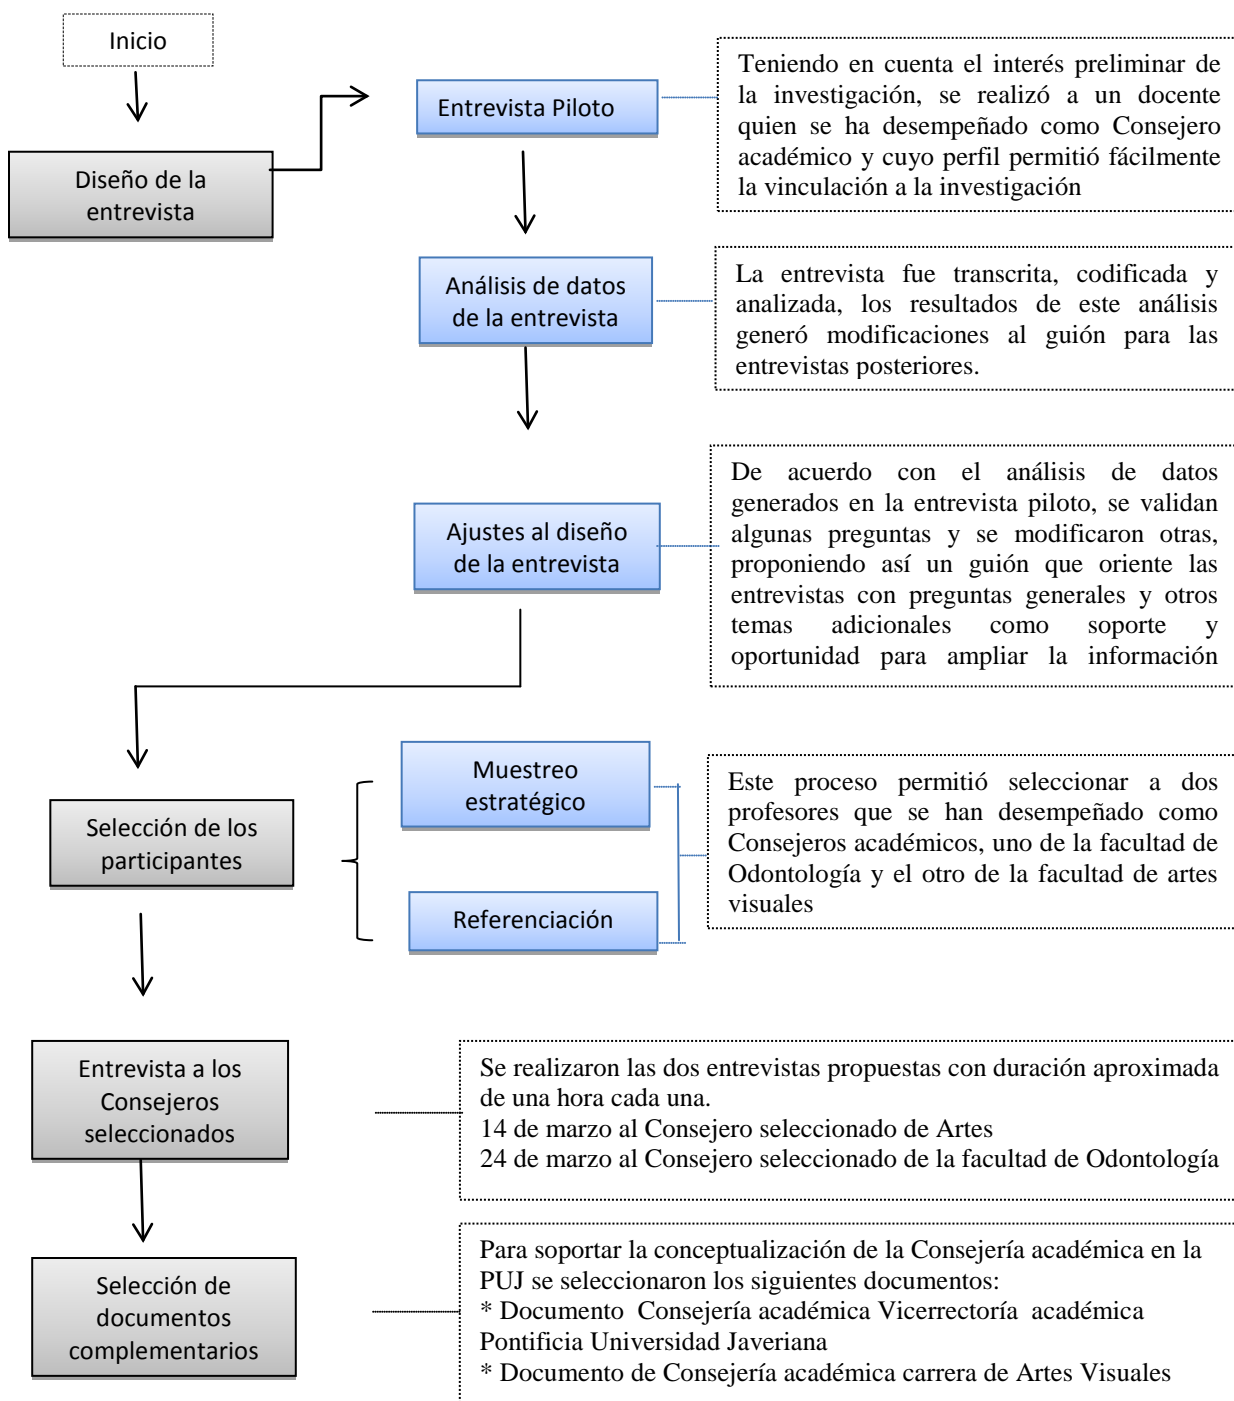 Inicio
Diseño de la
entrevista
Entrevista Piloto
Teniendo en cuenta el interés preliminar de
la investigación, se realizó a un docente
quien se ha desempeñado como Consejero
académico y cuyo perfil permitió fácilmente
la vinculación a la investigación
Análisis de datos
de la entrevista
La entrevista fue transcrita, codificada y
analizada, los resultados de este análisis
generó modificaciones al guión para las
entrevistas posteriores.
Ajustes al diseño
de la entrevista
De acuerdo con el análisis de datos
generados en la entrevista piloto, se validan
algunas preguntas y se modificaron otras,
proponiendo así un guión que oriente las
entrevistas con preguntas generales y otros
temas adicionales como soporte y
oportunidad para ampliar la información
Selección de los
participantes
Muestreo
estratégico
Referenciación
Este proceso permitió seleccionar a dos
profesores que se han desempeñado como
Consejeros académicos, uno de la facultad de
Odontología y el otro de la facultad de artes
visuales
Entrevista a los
Consejeros
seleccionados
Se realizaron las dos entrevistas propuestas con duración aproximada
de una hora cada una.
14 de marzo al Consejero seleccionado de Artes
24 de marzo al Consejero seleccionado de la facultad de Odontología
Selección de
documentos
complementarios
Para soportar la conceptualización de la Consejería académica en la
PUJ se seleccionaron los siguientes documentos:
* Documento Consejería académica Vicerrectoría académica
Pontificia Universidad Javeriana
* Documento de Consejería académica carrera de Artes Visuales